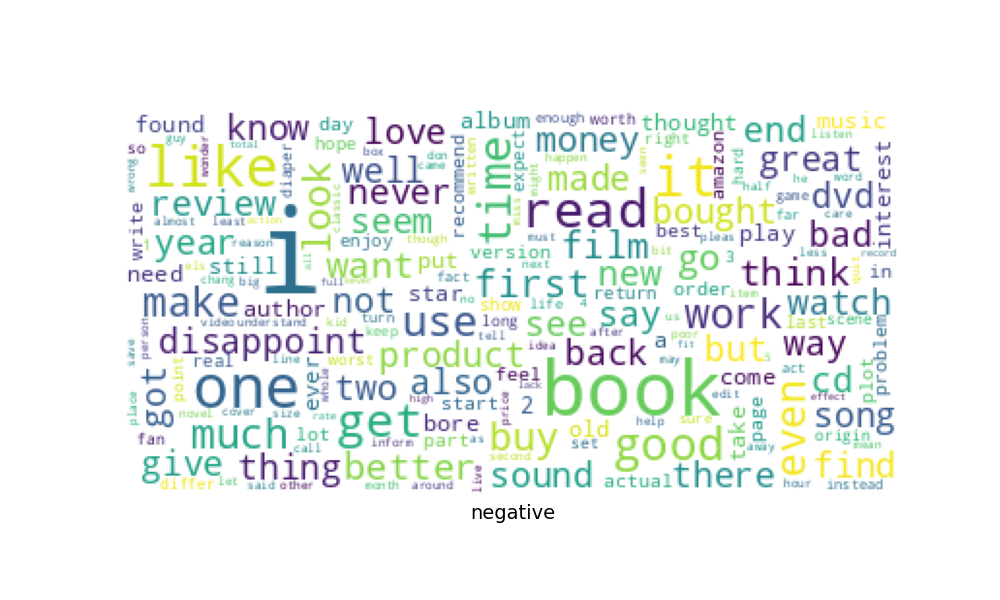 found
guy
know
day
love
album
enough
worth
thought
end
music
listen
so
wonder
total
hope
box
don
came
written
expect
happen
money
right
hard
great
wrong
like
diaper
look
classic
well
never
recommend
time
might
miss
made
seen
it
amazon
half
he
word
dvd
interest
review
seem
read
bought
game
care
far
write
almost
least
action
i
enjoy
though
version
must
film
best
pleas
play
bad
1
year
reason
all
want
put
next
bit
go
3
less
record
need
els
still
chang
big
full
ever
fact
first
new
think
quit
in
make
author
not
star
no
show
life
4
return
order
item
watch
video
understand
kid
turn
keep
use
long
tell
see
say
us
work
last
scene
problem
person
save
disappoint
product
idea
after
back
a
poor
fit
but
s
way
real
line
worst
may
point
got
one
ever
whole
two
also
feel
lack
book
come
act
cd
effect
plot
place
novel
cover
size
rate
high
start
price
2
edit
page
even
song
much
lot
call
get
bore
part
as
buy
old
set
help
sure
take
away
origin
mean
fan
inform
second
good
give
thing
better
live
sound
actual
there
find
differ
let
said
other
month
around
hour
instead
negative